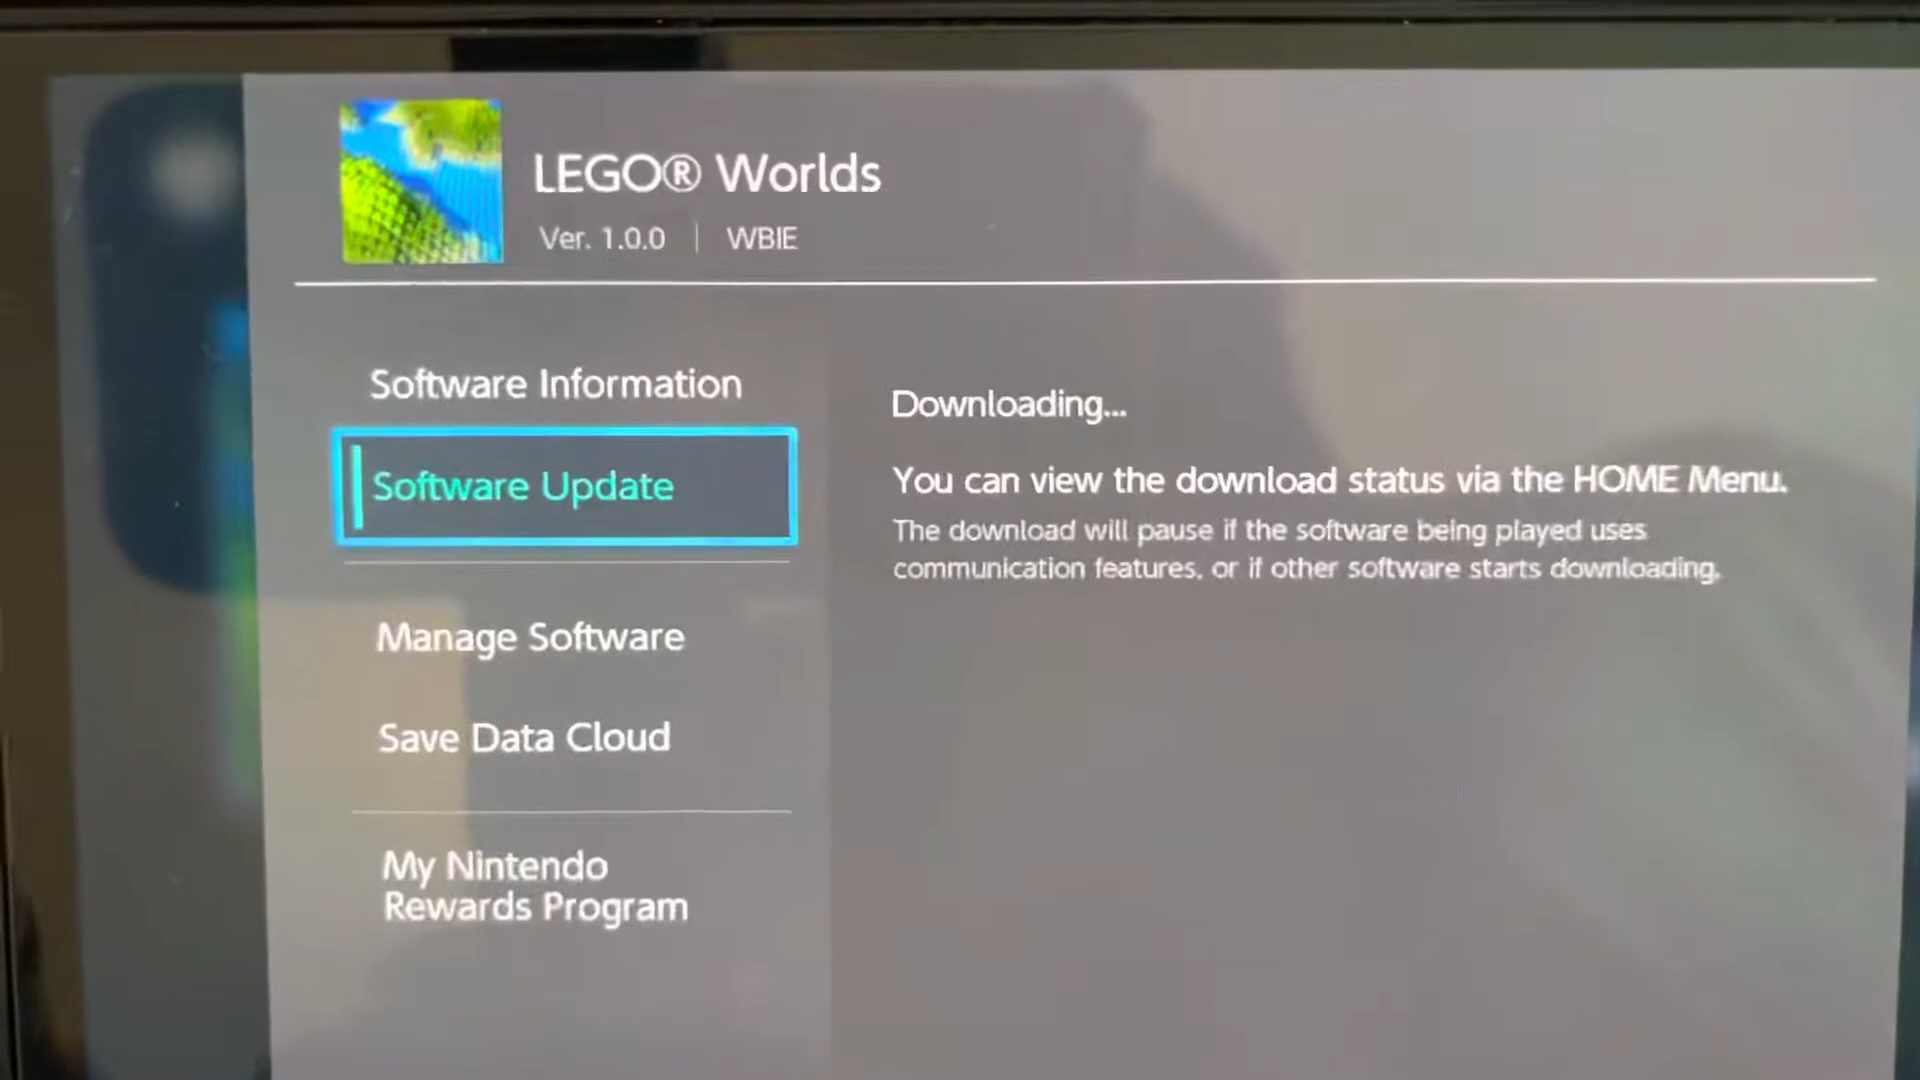 LEGO® Worlds
Ver. 1.0.0 | WBIE
Software Information
Software Update
Manage Software
Save Data Cloud
My Nintendo
Rewards Program
Downloading...
You can view the download status via the HOME Menu.
The download will pause if the software being played uses
communication features, or if other software starts downloading.